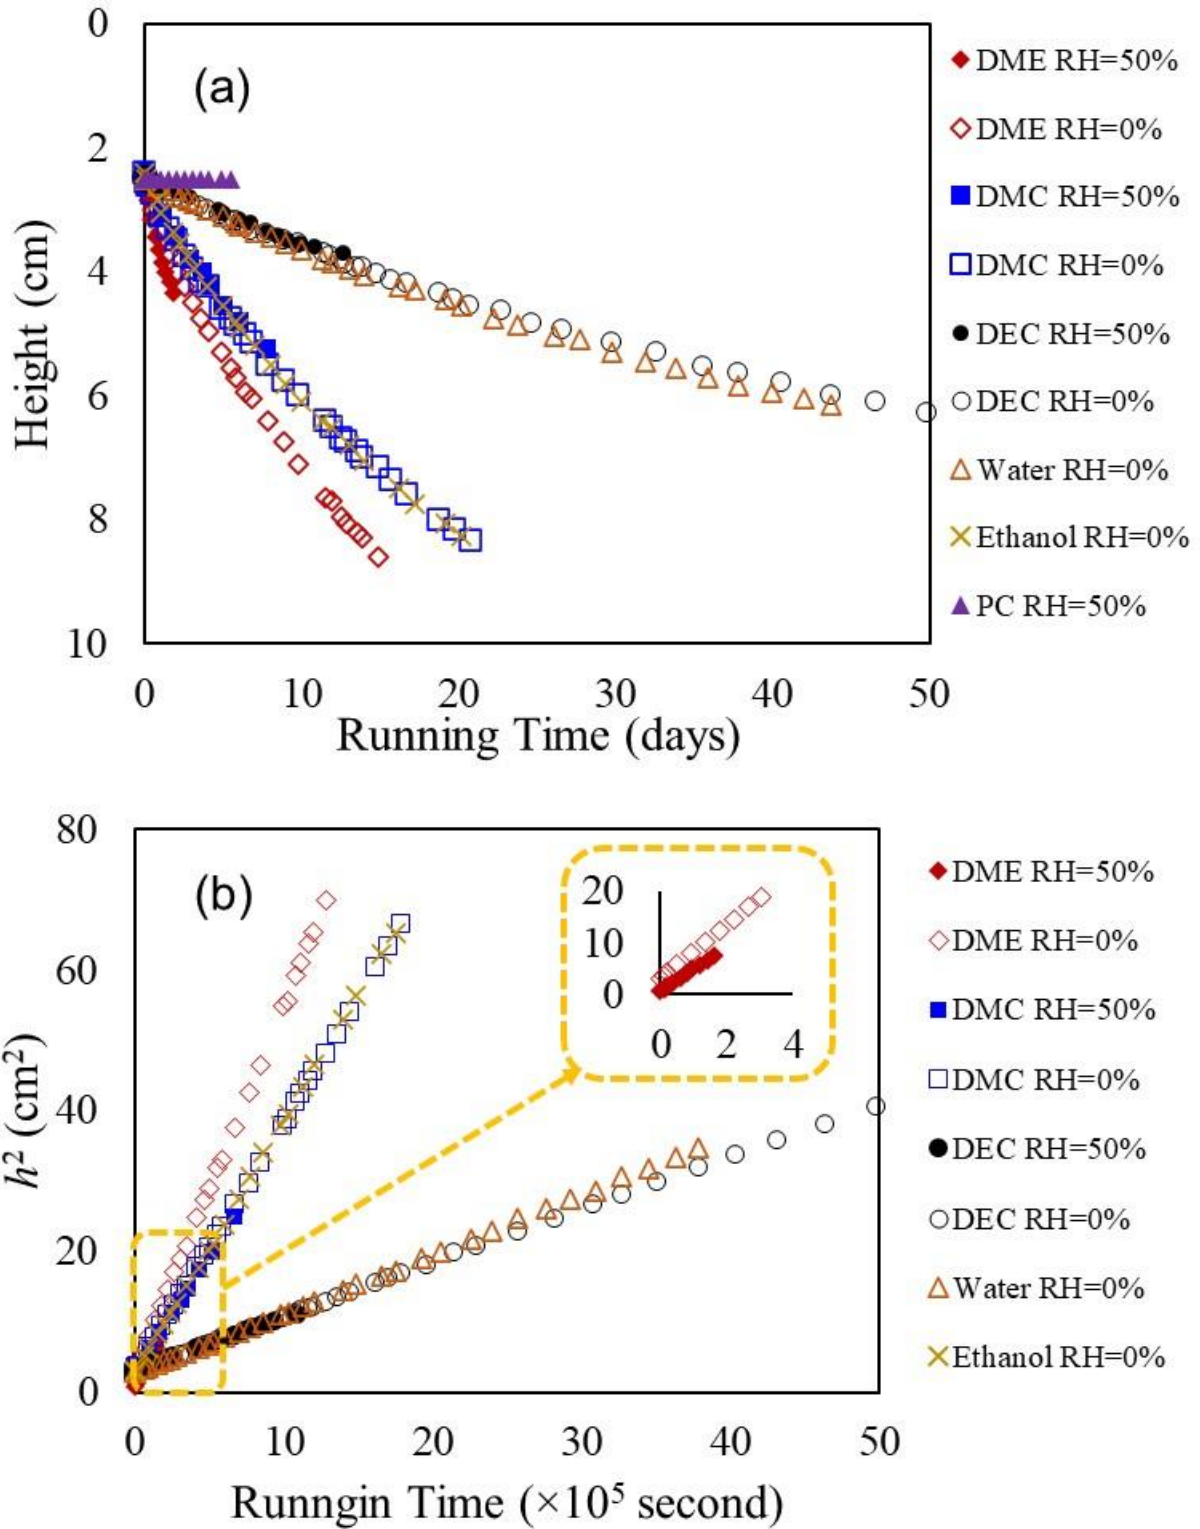 (a)
Height (cm)
0
2
4
6
8
10
0 10 20 30 40 50
Running Time (days)
DME RH=50%
DME RH=0%
DMC RH=50%
DMC RH=0%
DEC RH=50%
DEC RH=0%
Water RH=0%
Ethanol RH=0%
PC RH=50%
(b)
h² (cm²)
80
60
40
20
0
0 10 20 30 40 50
Runngin Time (×10⁵ second)
20
10
0
0 2 4
DME RH=50%
DME RH=0%
DMC RH=50%
DMC RH=0%
DEC RH=50%
DEC RH=0%
Water RH=0%
Ethanol RH=0%